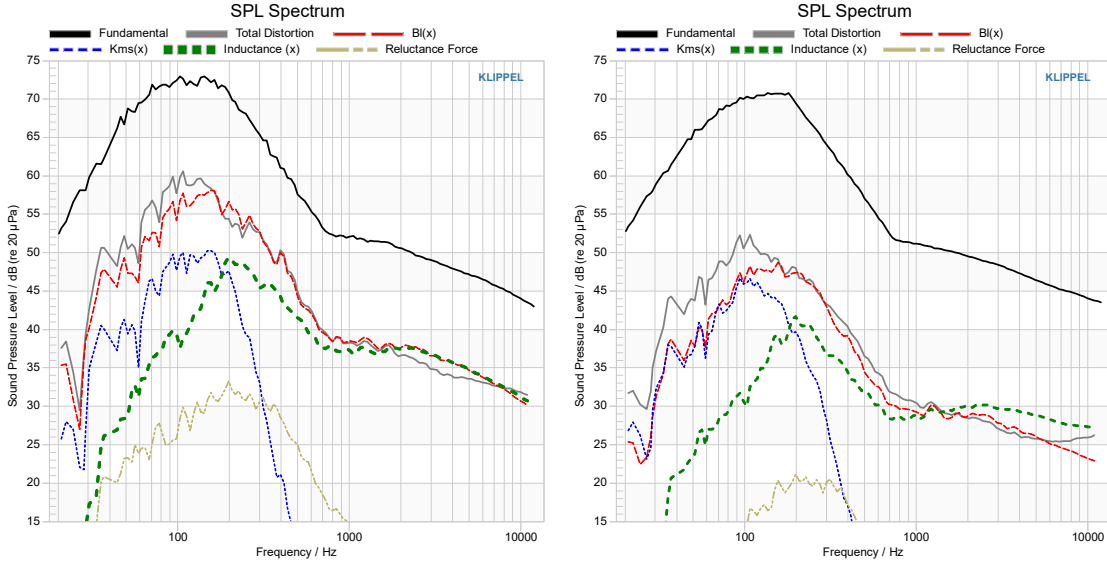 SPL Spectrum
Fundamental Total Distortion Bl(x)
Kms(x) Inductance (x) Reluctance Force
KLIPPEL
75
70
65
60
55
50
45
40
35
30
25
20
15
Sound Pressure Level / dB (re 20 µPa)
100 1000 10000
Frequency / Hz
SPL Spectrum
Fundamental Total Distortion Bl(x)
Kms(x) Inductance (x) Reluctance Force
KLIPPEL
75
70
65
60
55
50
45
40
35
30
25
20
15
Sound Pressure Level / dB (re 20 µPa)
100 1000 10000
Frequency / Hz